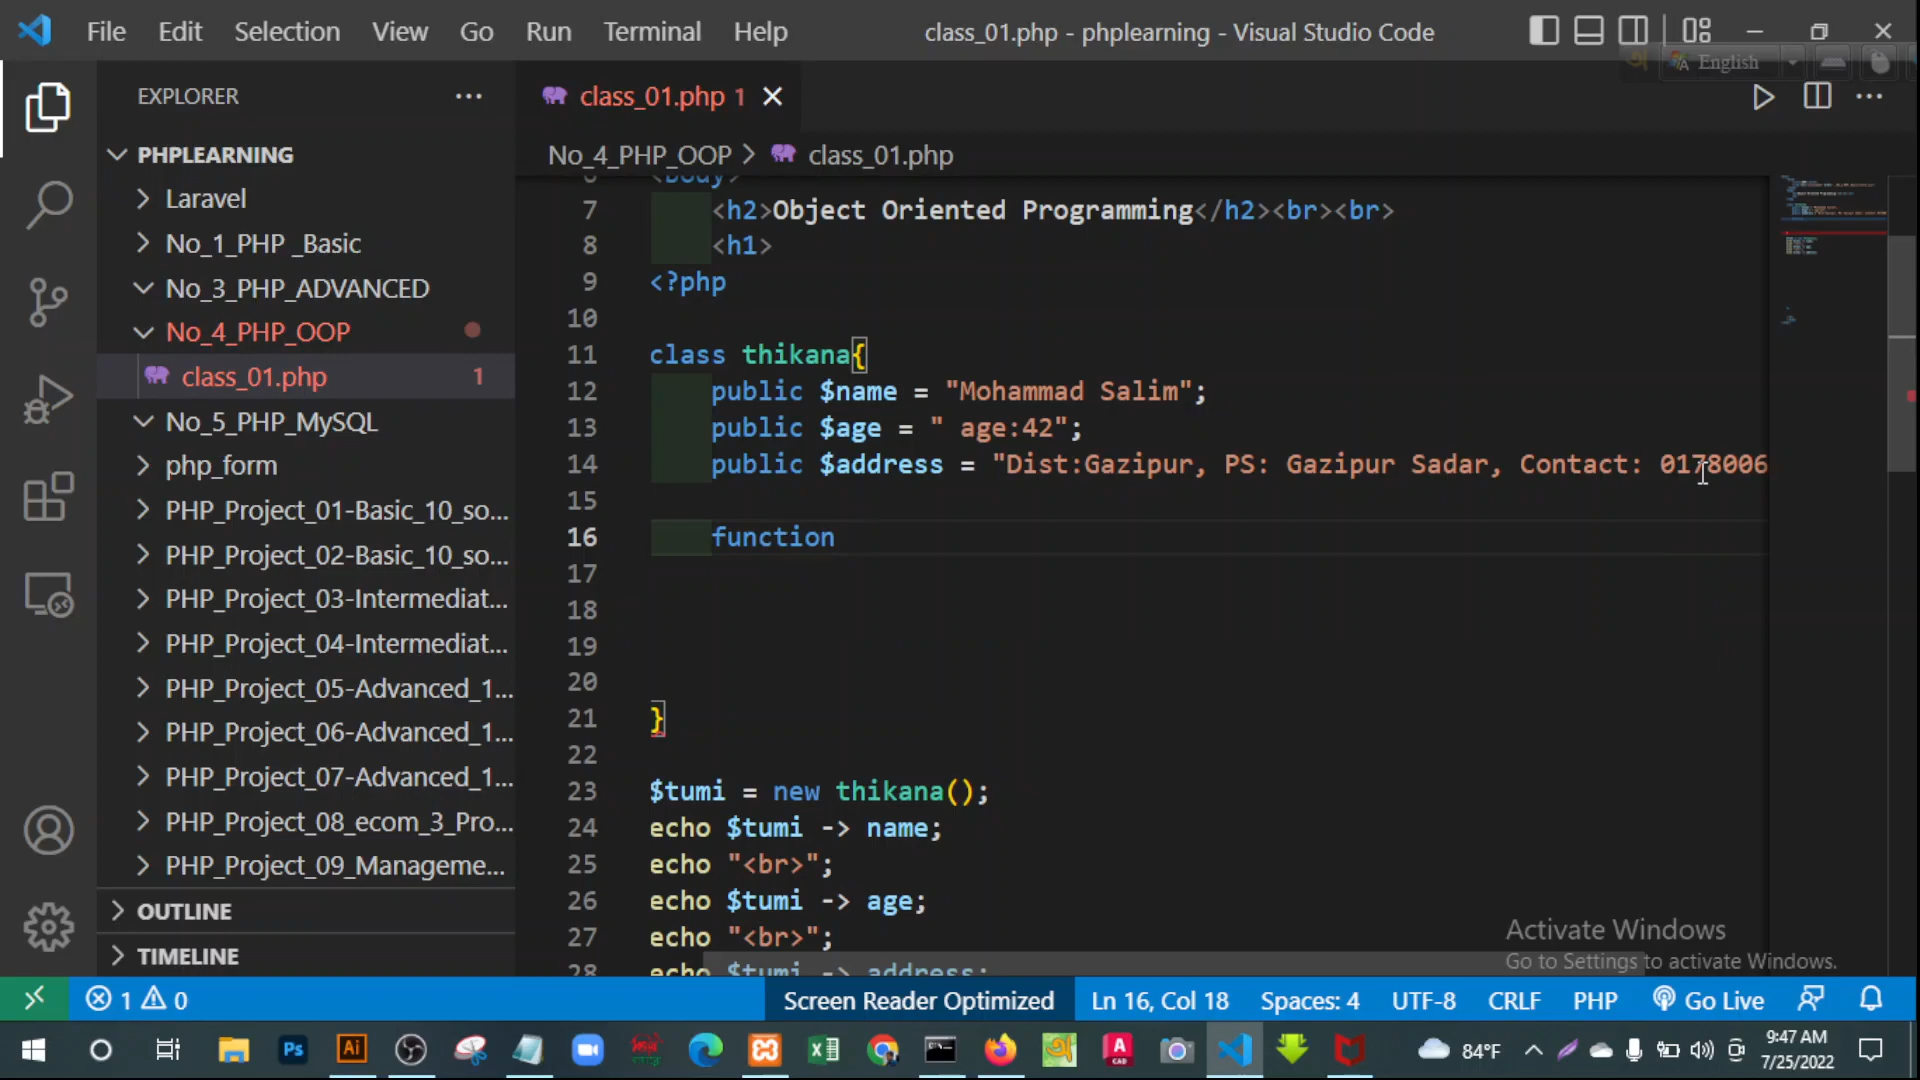 File Edit Selection View Go Run Terminal Help class_01.php - phplearning - Visual Studio Code
English
EXPLORER
class_01.php 1
No_4_PHP_OOP > class_01.php
PHPLEARNING
Laravel
No_1_PHP _Basic
No_3_PHP_ADVANCED
No_4_PHP_OOP
class_01.php 1
No_5_PHP_MySQL
php_form
PHP_Project_01-Basic_10_so...
PHP_Project_02-Basic_10_so...
PHP_Project_03-Intermediat...
PHP_Project_04-Intermediat...
PHP_Project_05-Advanced_1...
PHP_Project_06-Advanced_1...
PHP_Project_07-Advanced_1...
PHP_Project_08_ecom_3_Pro...
PHP_Project_09_Manageme...
OUTLINE
TIMELINE
6 <body>
7 <h2>Object Oriented Programming</h2><br><br>
8 <h1>
9 <?php
10
11 class thikana{
12 public $name = "Mohammad Salim";
13 public $age = " age:42";
14 public $address = "Dist:Gazipur, PS: Gazipur Sadar, Contact: 0178006
15
16 function
17
18
19
20
21 }
22
23 $tumi = new thikana();
24 echo $tumi -> name;
25 echo "<br>";
26 echo $tumi -> age;
27 echo "<br>";
28 echo $tumi -> address;
Activate Windows
Go to Settings to activate Windows.
1 0 Screen Reader Optimized Ln 16, Col 18 Spaces: 4 UTF-8 CRLF PHP Go Live
84°F 9:47 AM
7/25/2022